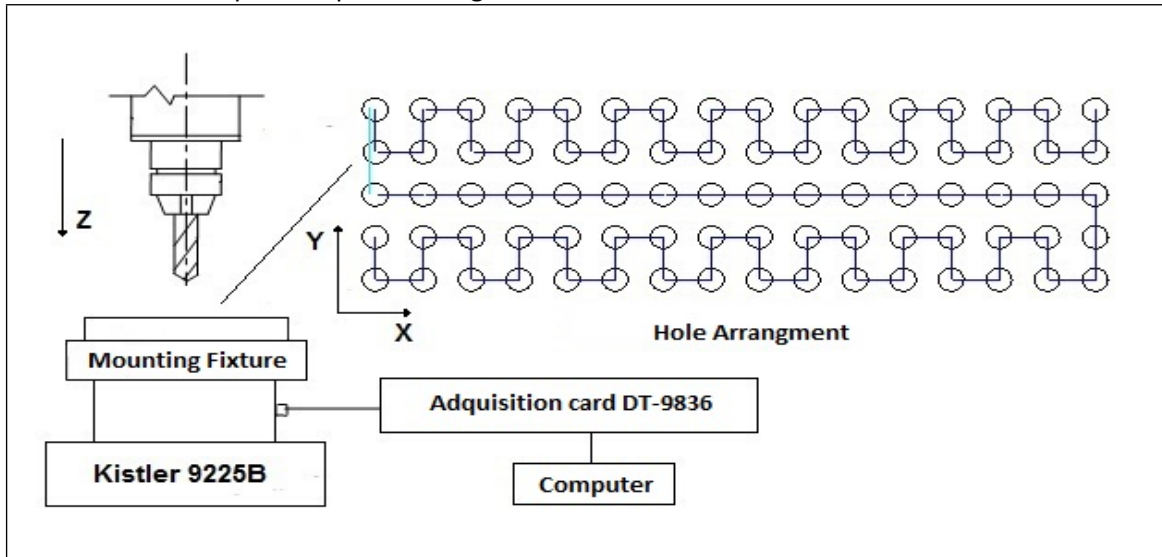 Z
Y
X
Hole Arrangment
Mounting Fixture
Adquisition card DT-9836
Kistler 9225B
Computer